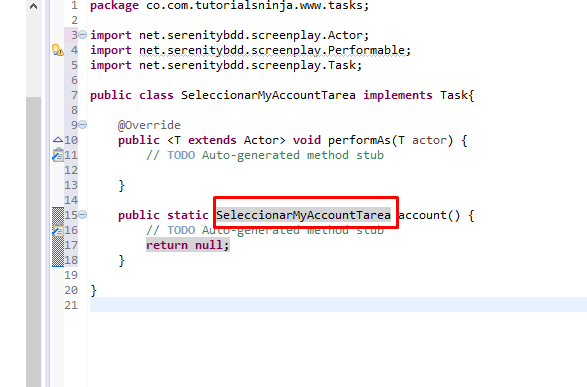 1 package co.com.tutorialsninja.www.tasks;
2
3 import net.serenitybdd.screenplay.Actor;
4 import net.serenitybdd.screenplay.Performable;
5 import net.serenitybdd.screenplay.Task;
6
7 public class SeleccionarMyAccountTarea implements Task{
8
9 @Override
10 public <T extends Actor> void performAs(T actor) {
11 // TODO Auto-generated method stub
12
13 }
14
15 public static SeleccionarMyAccountTarea account() {
16 // TODO Auto-generated method stub
17 return null;
18 }
19
20 }
21